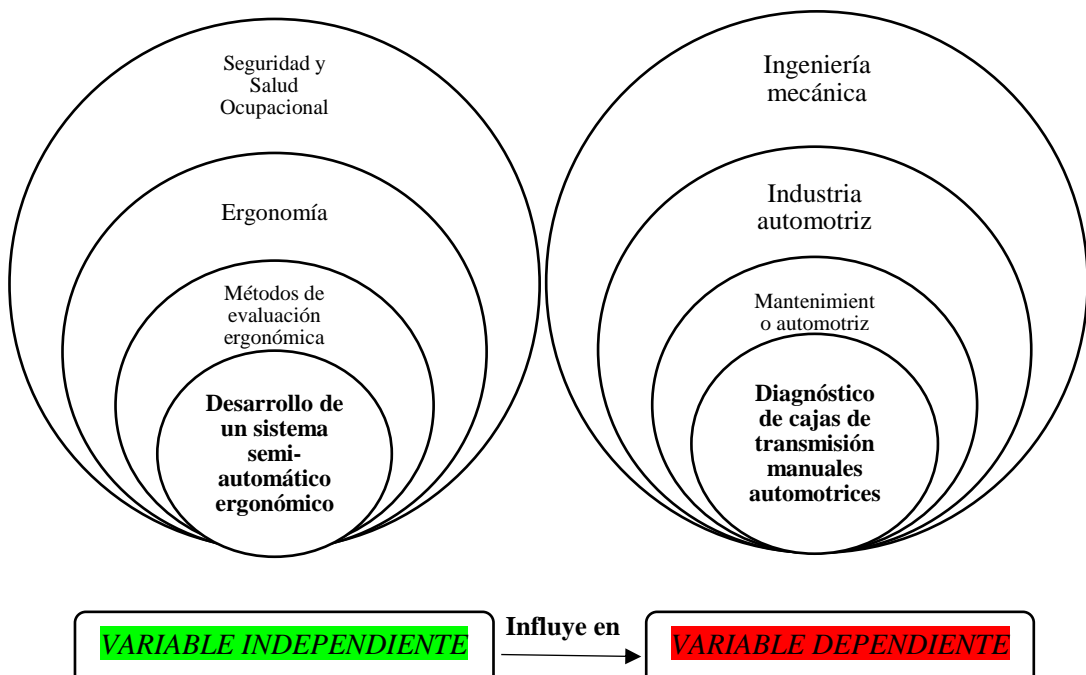 Seguridad y
Salud
Ocupacional
Ergonomía
Métodos de
evaluación
ergonómica
Desarrollo de
un sistema
semi-
automático
ergonómico
Ingeniería
mecánica
Industria
automotriz
Mantenimient
o automotriz
Diagnóstico
de cajas de
transmisión
manuales
automotrices
VARIABLE INDEPENDIENTE
Influye en
VARIABLE DEPENDIENTE